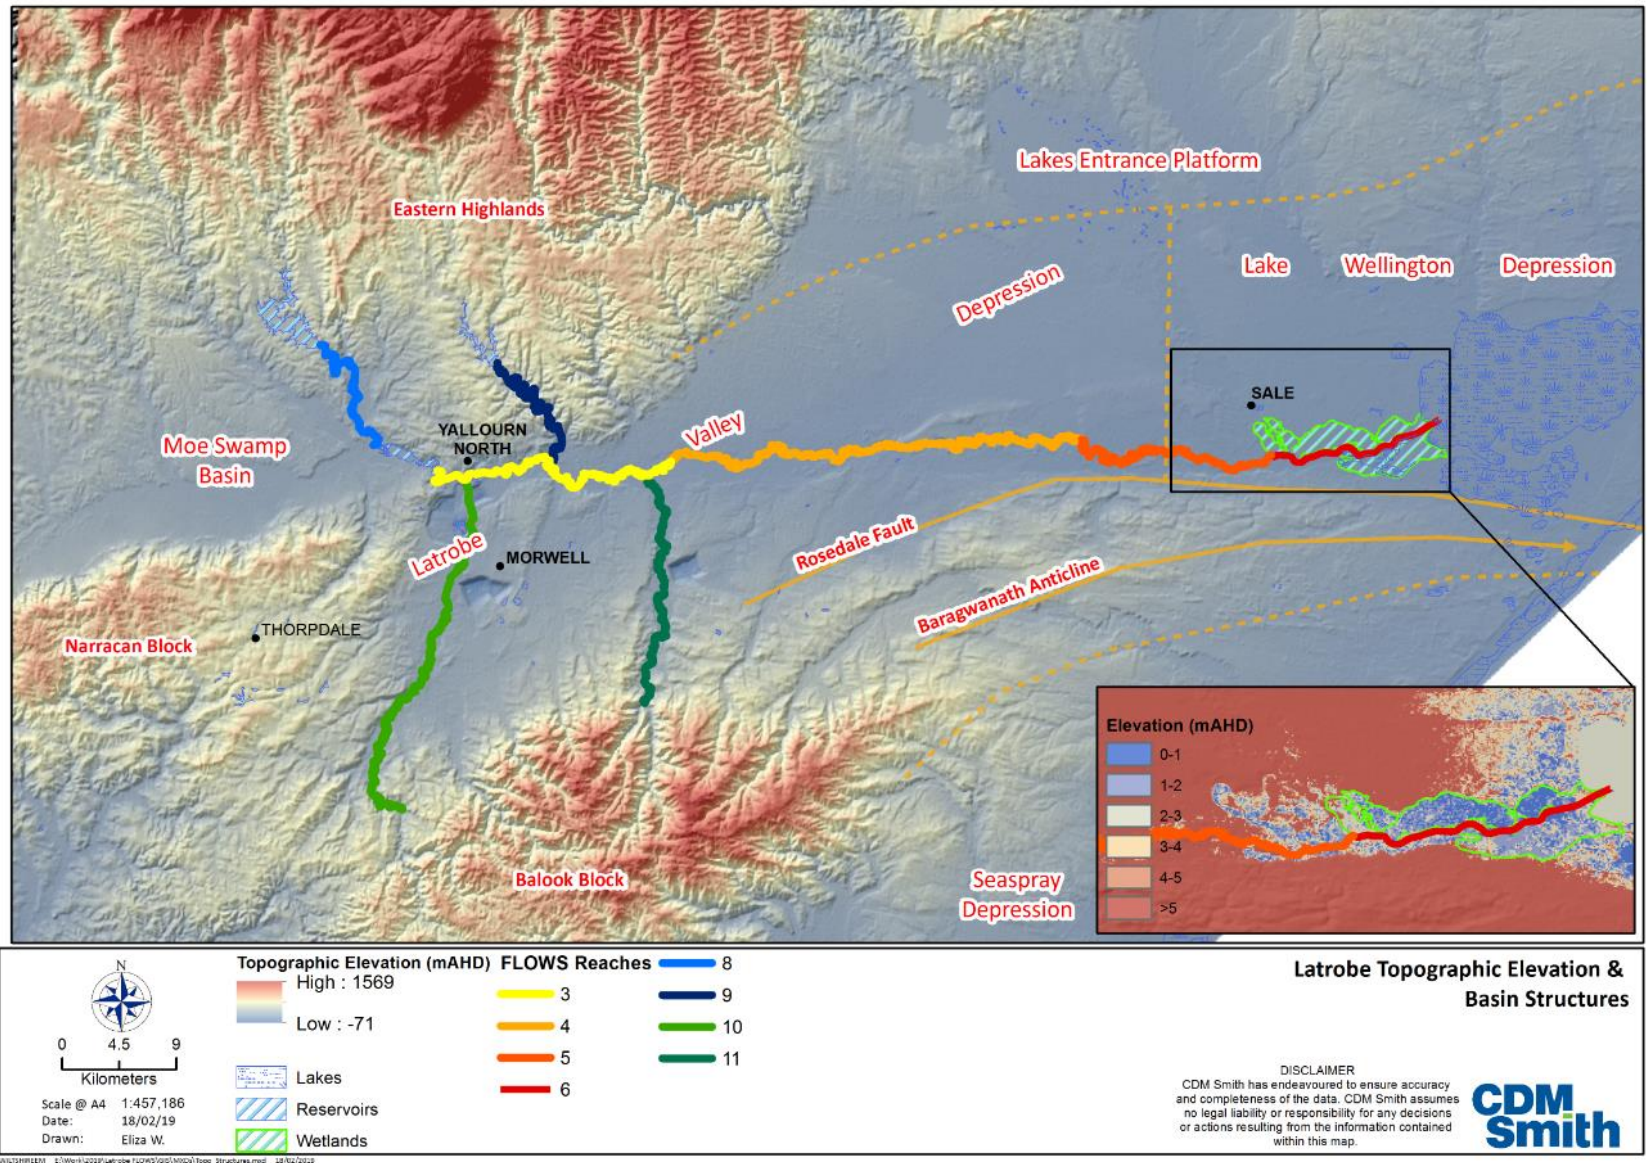 Lakes Entrance Platform
Eastern Highlands
Lake Wellington Depression
Depression
SALE
YALLOURN
NORTH
Valley
Moe Swamp
Basin
Rosedale Fault
Latrobe
MORWELL
Baragwanath Anticline
THORPDALE
Narracan Block
Balook Block
Seaspray
Depression
Elevation (mAHD)
0-1
1-2
2-3
3-4
4-5
>5
N
0 4.5 9
Kilometers
Scale @ A4 1:457,186
Date: 18/02/19
Drawn: Eliza W.
Topographic Elevation (mAHD)
High : 1569
Low : -71
Lakes
Reservoirs
Wetlands
FLOWS Reaches
3
4
5
6
8
9
10
11
Latrobe Topographic Elevation &
Basin Structures
DISCLAIMER
CDM Smith has endeavoured to ensure accuracy
and completeness of the data. CDM Smith assumes
no legal liability or responsibility for any decisions
or actions resulting from the information contained
within this map.
CDM
Smith
18/02/2019